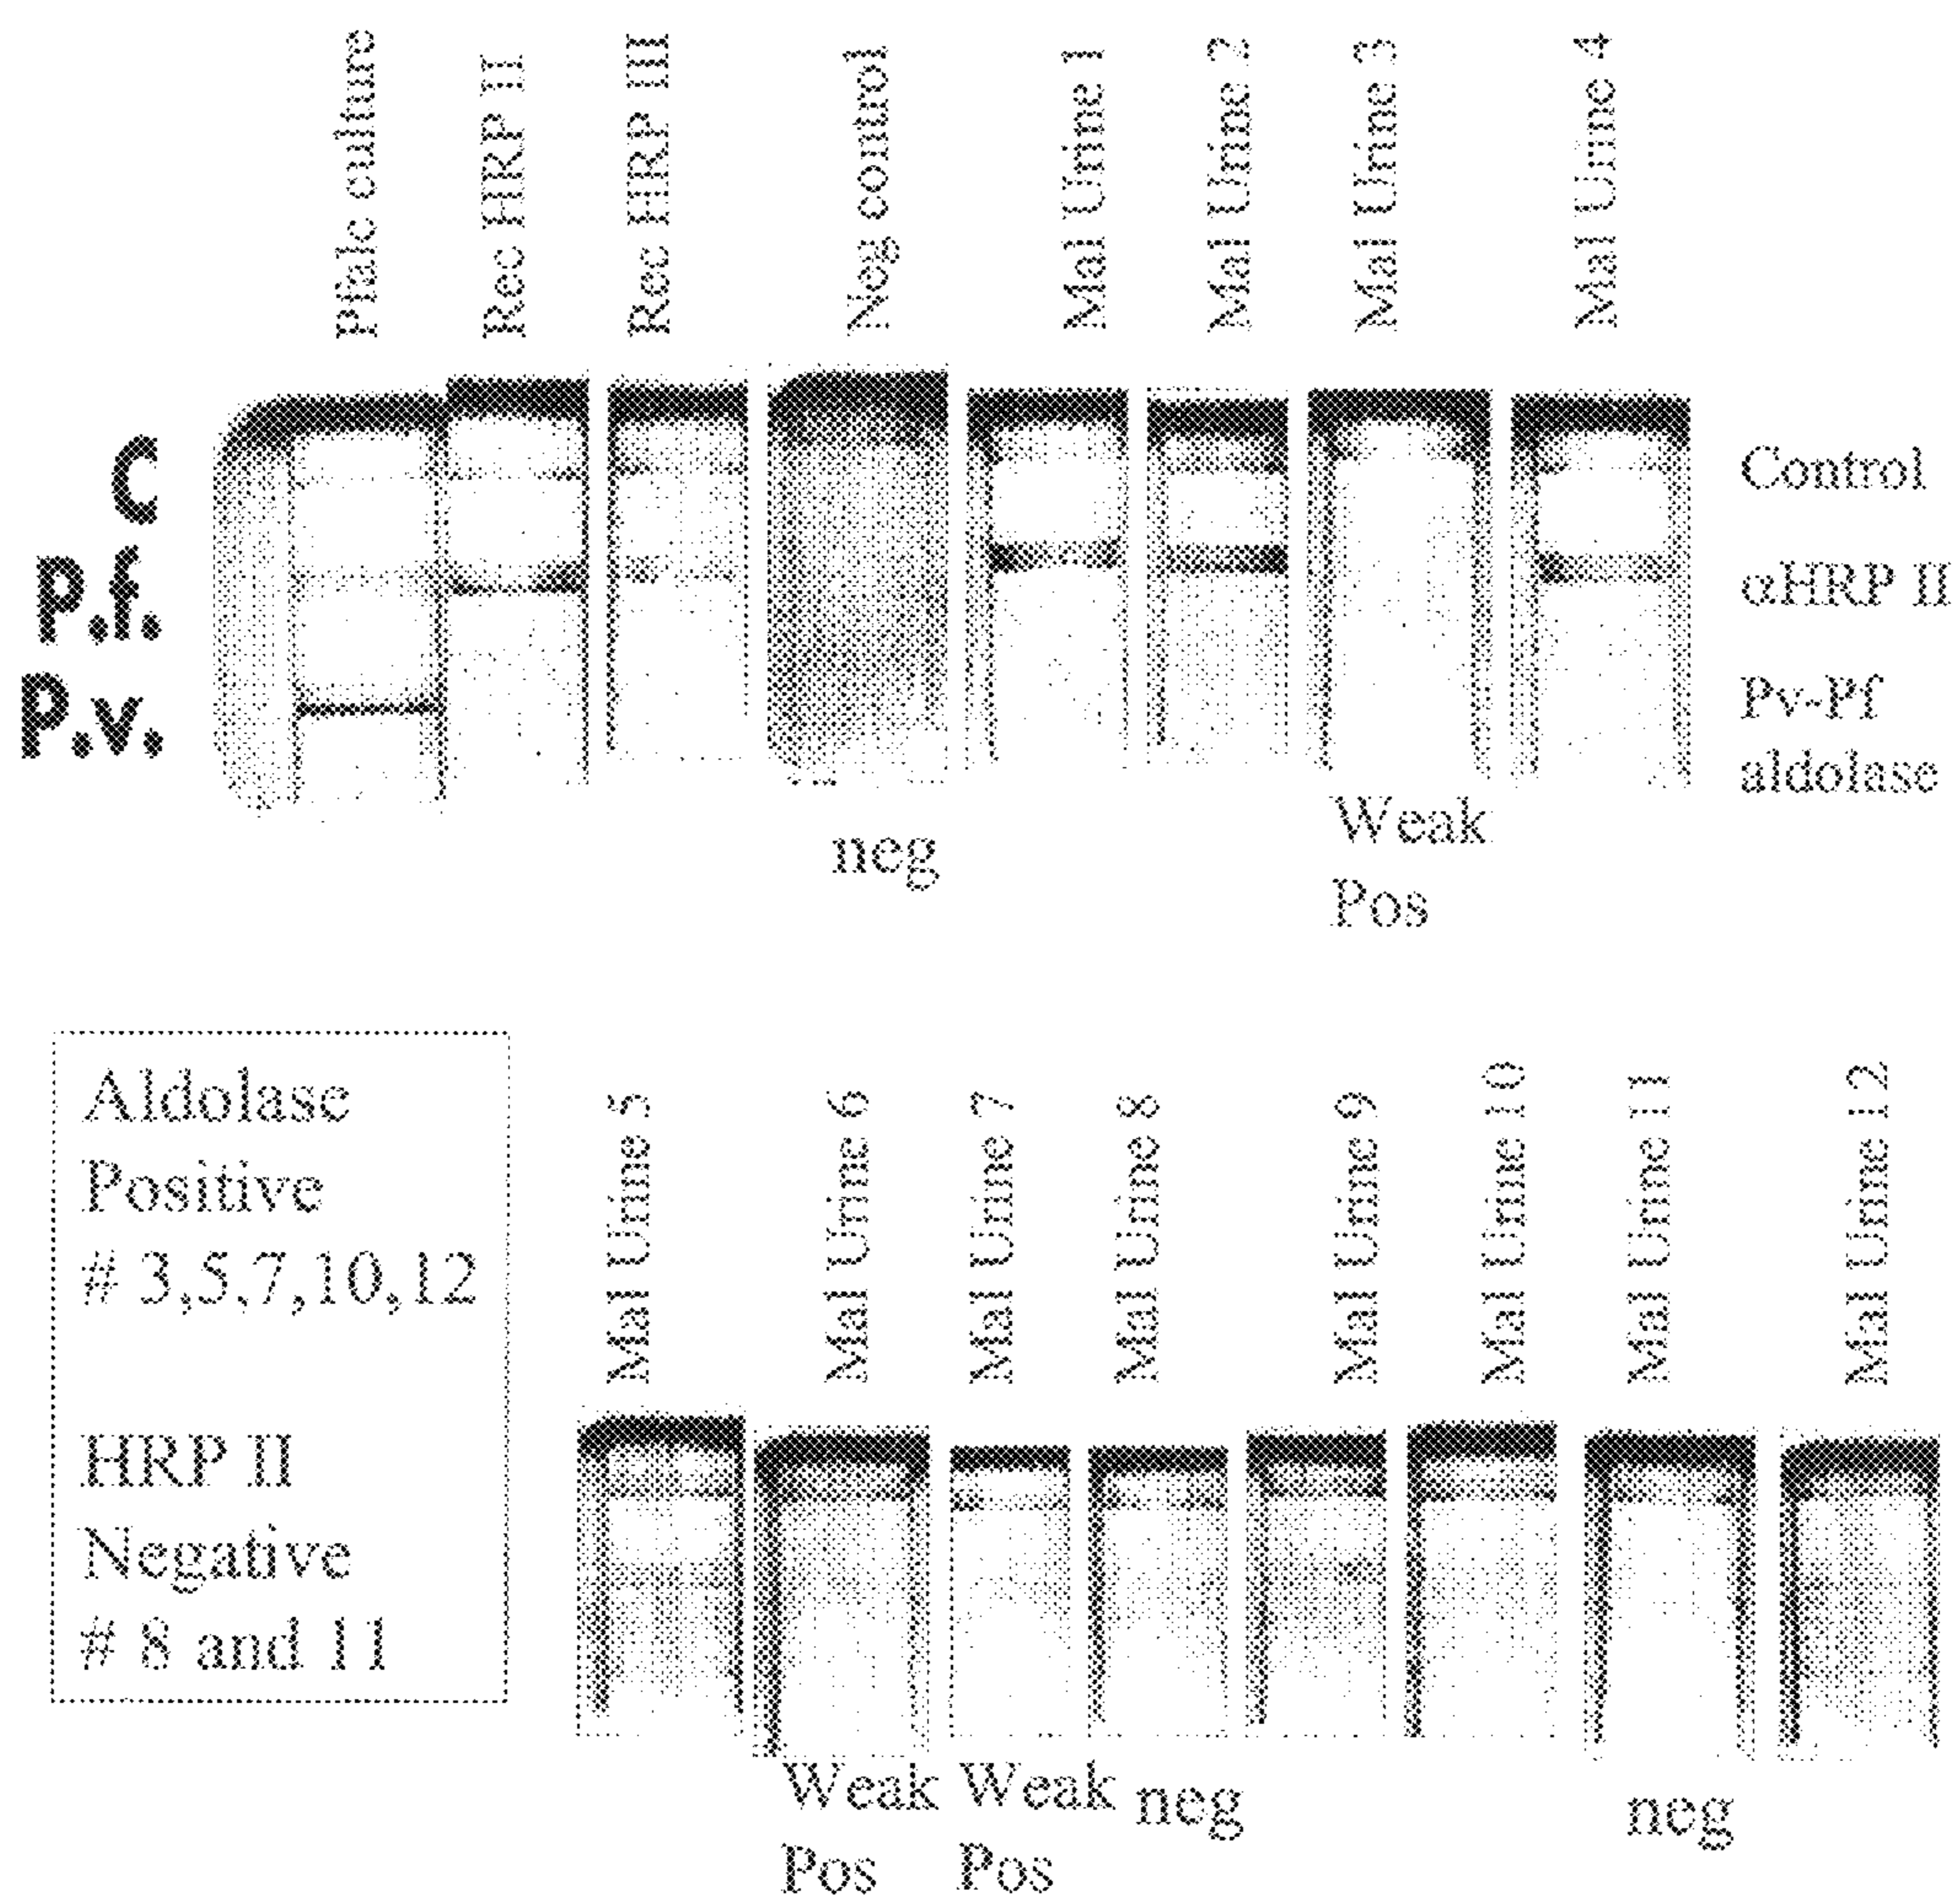 Pfalc culture
Rec HRP II
Rec HRP III
Neg control
Mal Urine 1
Mal Urine 2
Mal Urine 3
Mal Urine 4
C
P.f.
P.v.
Control
αHRP II
Pv-Pf
aldolase
neg
Weak
Pos
Aldolase
Positive
# 3,5,7,10,12
HRP II
Negative
# 8 and 11
Mal Urine 5
Mal Urine 6
Mal Urine 7
Mal Urine 8
Mal Urine 9
Mal Urine 10
Mal Urine 11
Mal Urine 12
Weak
Pos
Weak
Pos
neg
neg